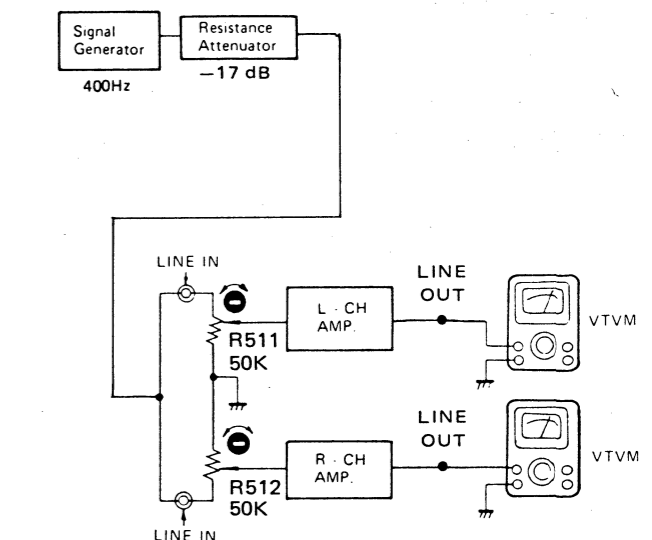 Signal
Generator
Resistance
Attenuator
400Hz
−17 dB
LINE IN
R511
50K
L - CH
AMP.
LINE
OUT
VTVM
R512
50K
R - CH
AMP.
LINE
OUT
VTVM
LINE IN